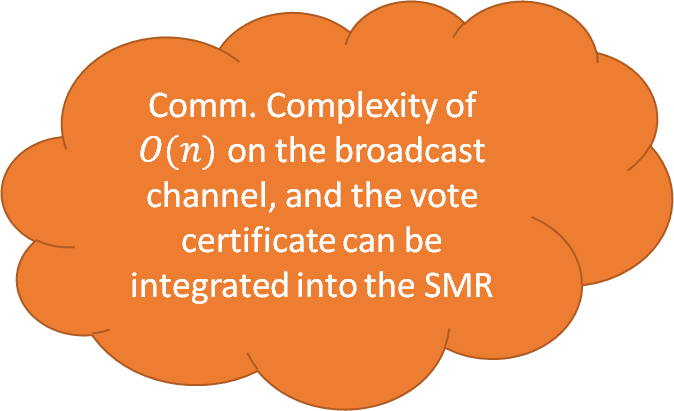 Comm. Complexity of
𝑂(𝑛) on the broadcast
channel, and the vote
certificate can be
integrated into the SMR